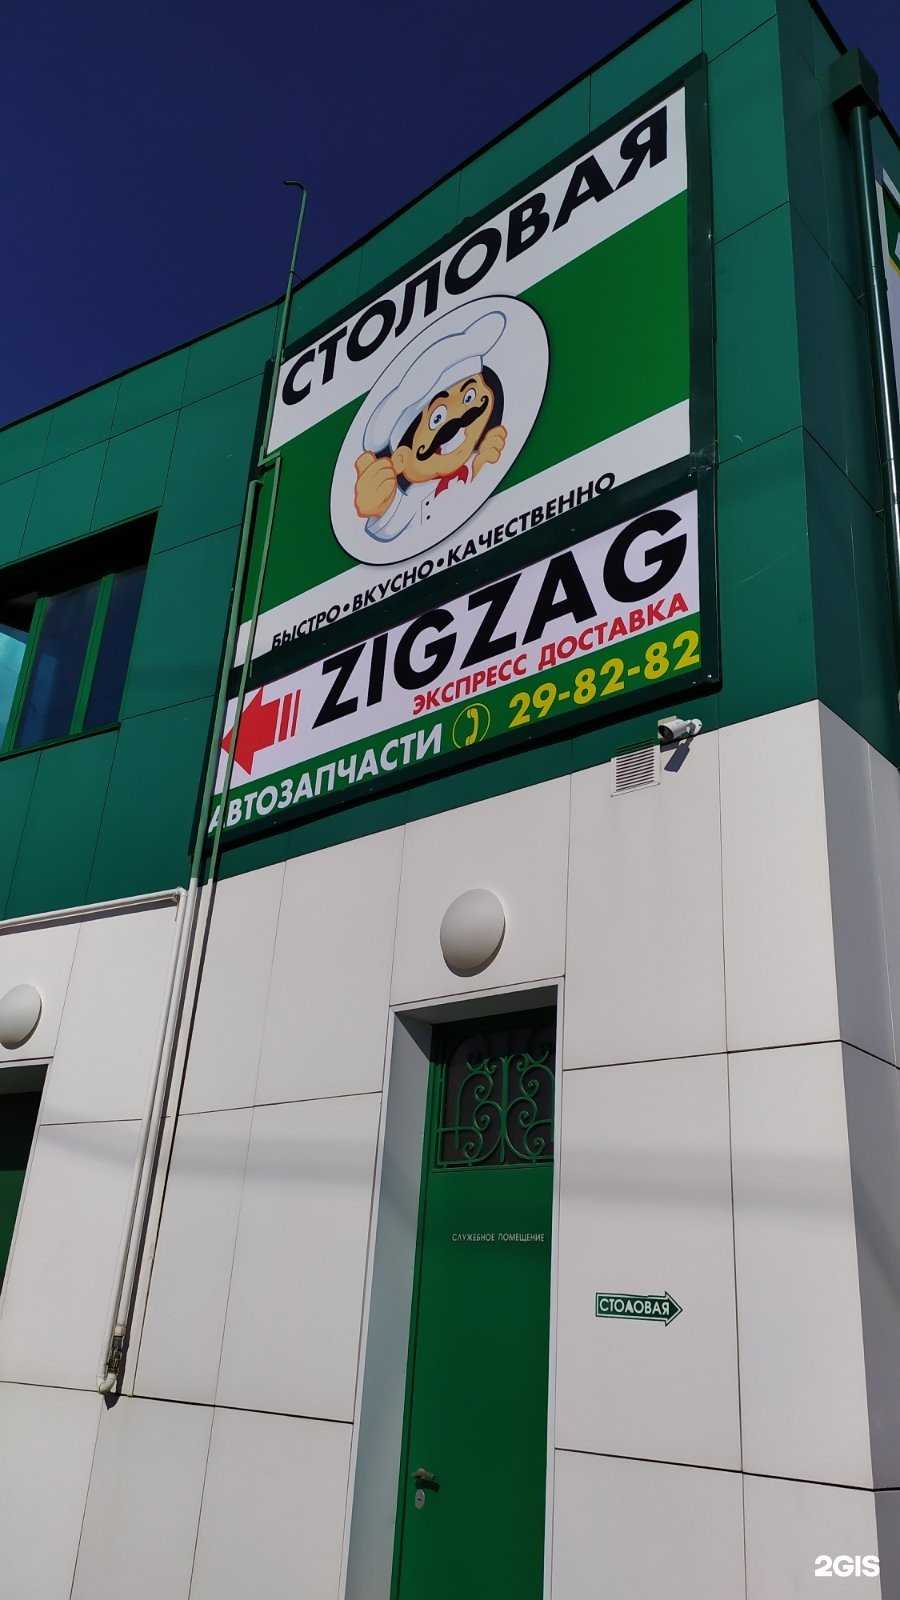 СТОЛОВАЯ
БЫСТРО•ВКУСНО•КАЧЕСТВЕННО
ZIGZAG
ЭКСПРЕСС ДОСТАВКА
АВТОЗАПЧАСТИ 29-82-82
СЛУЖЕБНОЕ ПОМЕЩЕНИЕ
СТОЛОВАЯ
2GIS